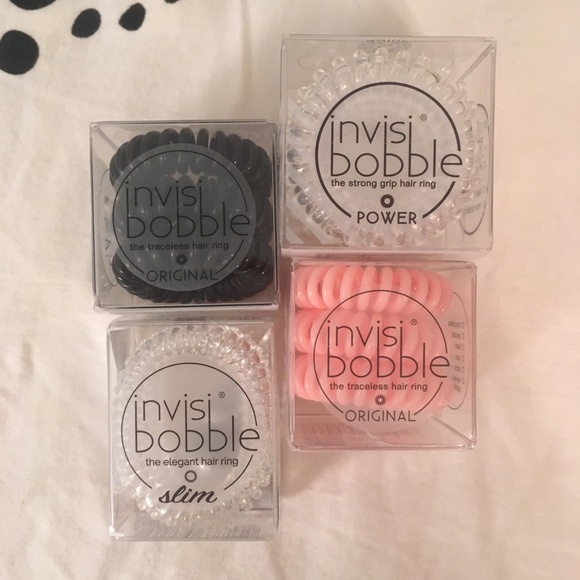 invisi®
bobble
the traceless hair ring
ORIGINAL
invisi®
bobble
the strong grip hair ring
POWER
invisi®
bobble
the elegant hair ring
slim
invisi®
bobble
the traceless hair ring
ORIGINAL